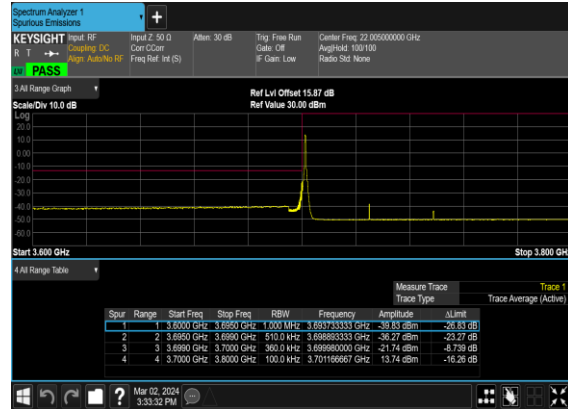 Spectrum Analyzer 1
Spurious Emissions
KEYSIGHT Input: RF Input Z: 50 Ω Atten: 30 dB Trig: Free Run Center Freq: 22.005000000 GHz
R T Coupling: DC Corr CCorr Gate: Off Avg|Hold: 100/100
Align: Auto/No RF Freq Ref: Int (S) IF Gain: Low Radio Std: None
PASS
3 All Range Graph
Ref Lvl Offset 15.87 dB
Scale/Div 10.0 dB Ref Value 30.00 dBm
Log
20.0
10.0
0.00
-10.0
-20.0
-30.0
-40.0
-50.0
-60.0
Start 3.600 GHz Stop 3.800 GHz
4 All Range Table
Measure Trace Trace 1
Trace Type Trace Average (Active)
Spur Range Start Freq Stop Freq RBW Frequency Amplitude ΔLimit
1 1 3.6000 GHz 3.6950 GHz 1.000 MHz 3.693733333 GHz -39.83 dBm -26.83 dB
2 2 3.6950 GHz 3.6990 GHz 510.0 kHz 3.698893333 GHz -36.27 dBm -23.27 dB
3 3 3.6990 GHz 3.7000 GHz 360.0 kHz 3.699980000 GHz -21.74 dBm -8.739 dB
4 4 3.7000 GHz 3.8000 GHz 100.0 kHz 3.701166667 GHz 13.74 dBm -16.26 dB
? Mar 02, 2024
3:33:32 PM